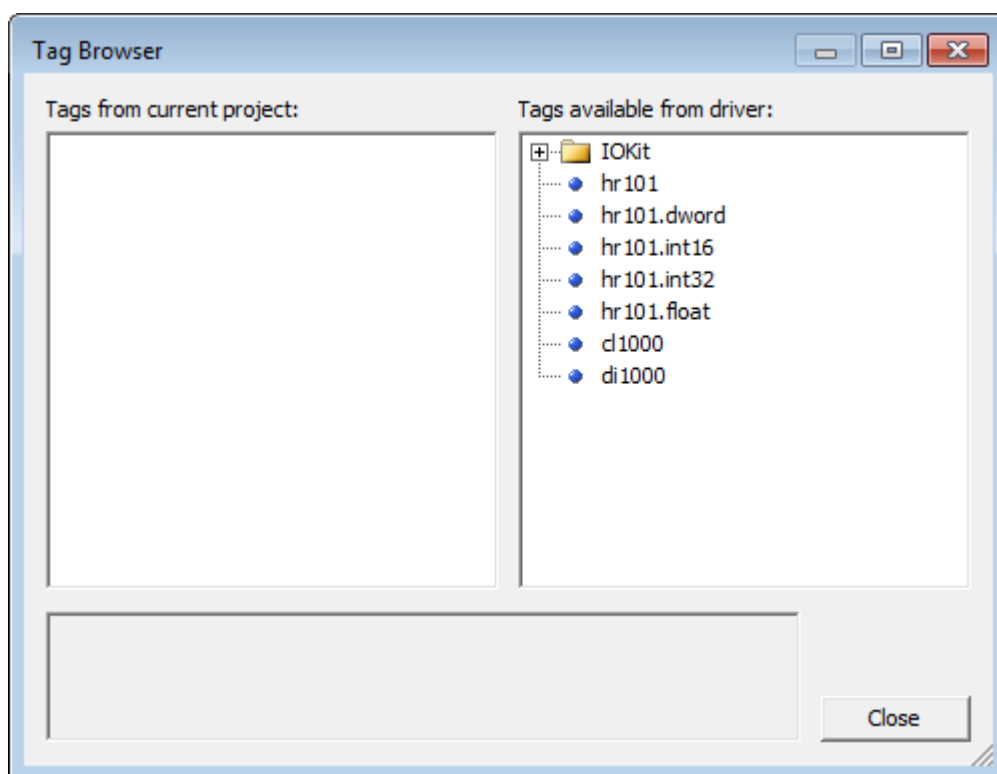 Tag Browser
Tags from current project:
Tags available from driver:
IOKit
hr101
hr101.dword
hr101.int16
hr101.int32
hr101.float
cl1000
di1000
Close